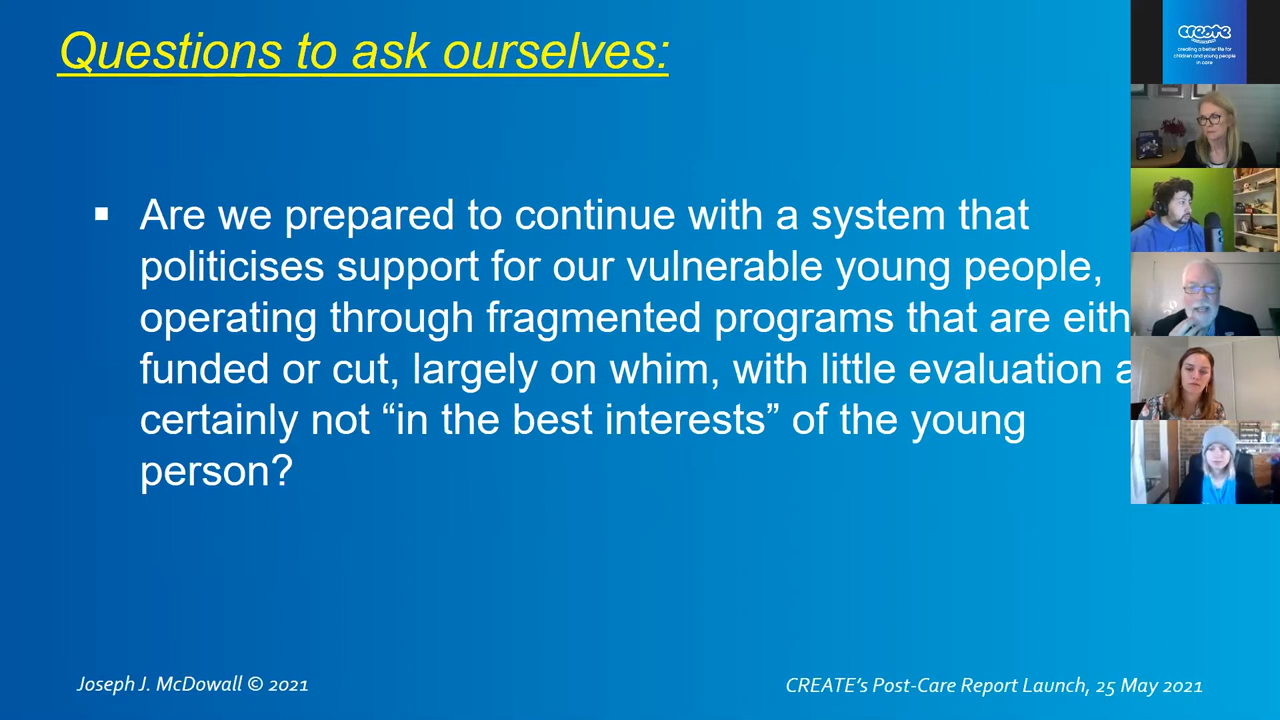 Questions to ask ourselves:
▪ Are we prepared to continue with a system that
politicises support for our vulnerable young people,
operating through fragmented programs that are eith
funded or cut, largely on whim, with little evaluation a
certainly not “in the best interests” of the young
person?
Joseph J. McDowall © 2021
CREATE’s Post-Care Report Launch, 25 May 2021
create
creating a better life for
children and young people
in care